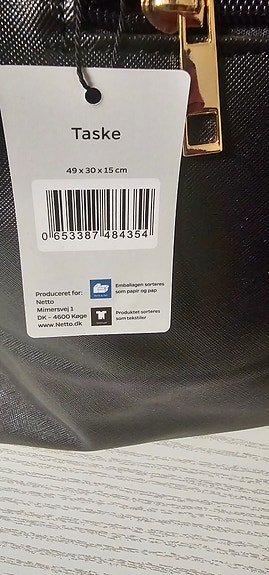 Taske
49 x 30 x 15 cm
0 653387 484354
Emballagen sorteres
som papir og pap
Produceret for:
Netto
Mimersvej 1
DK – 4600 Køge
www.Netto.dk
Produktet sorteres
som tekstiler